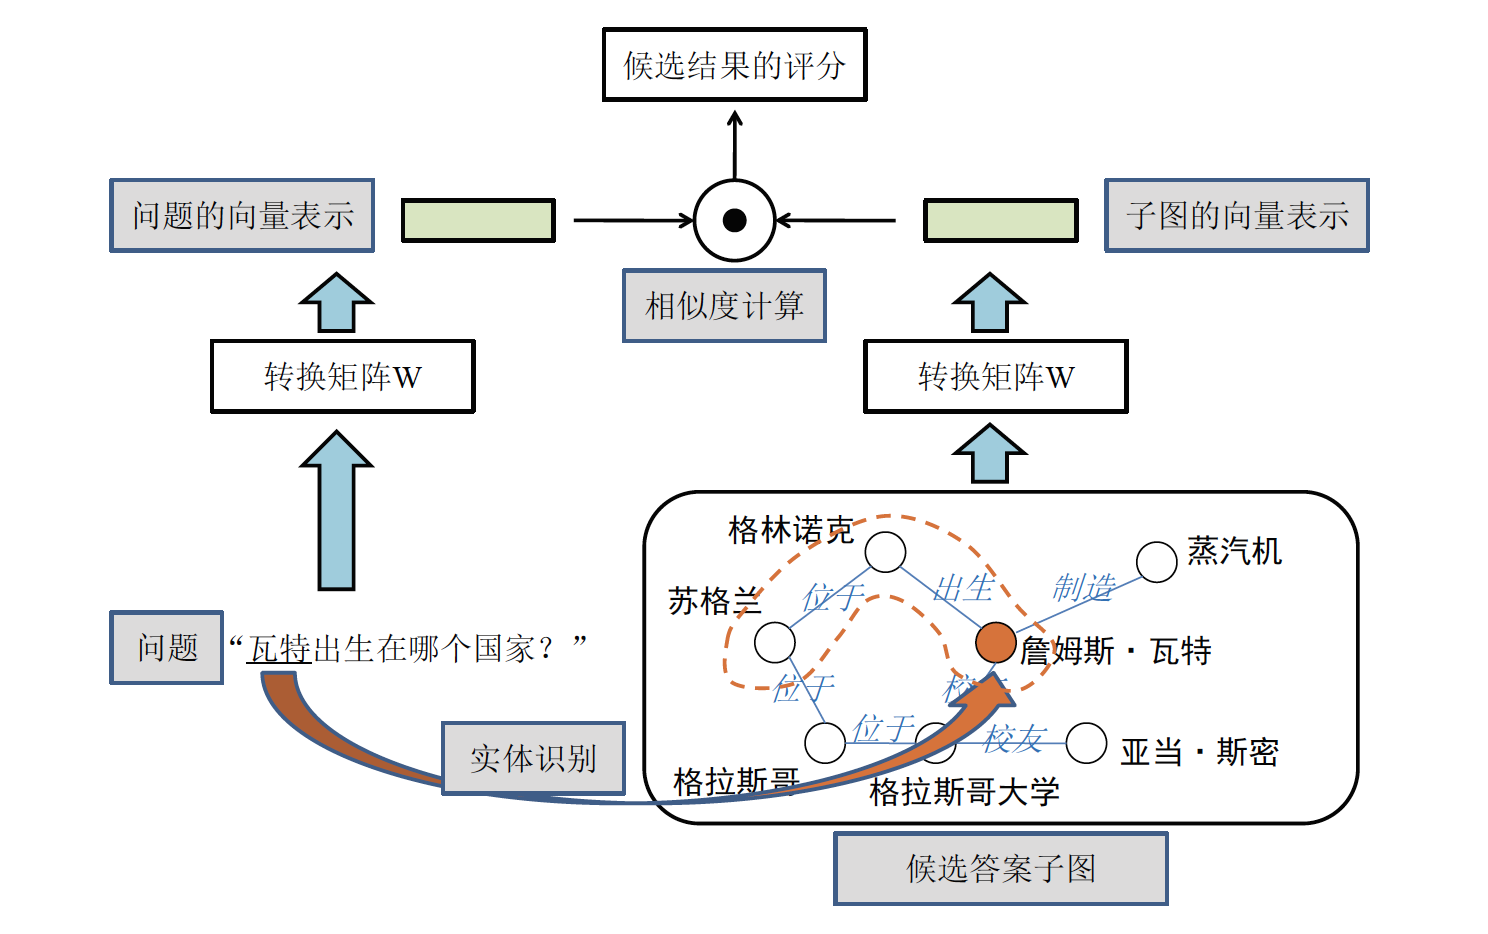 候选结果的评分
问题的向量表示
子图的向量表示
相似度计算
转换矩阵W
转换矩阵W
格林诺克
蒸汽机
出生
制造
位于
苏格兰
问题
“瓦特出生在哪个国家？”
詹姆斯·瓦特
位于
校友
位于
校友
实体识别
亚当·斯密
格拉斯哥
格拉斯哥大学
候选答案子图